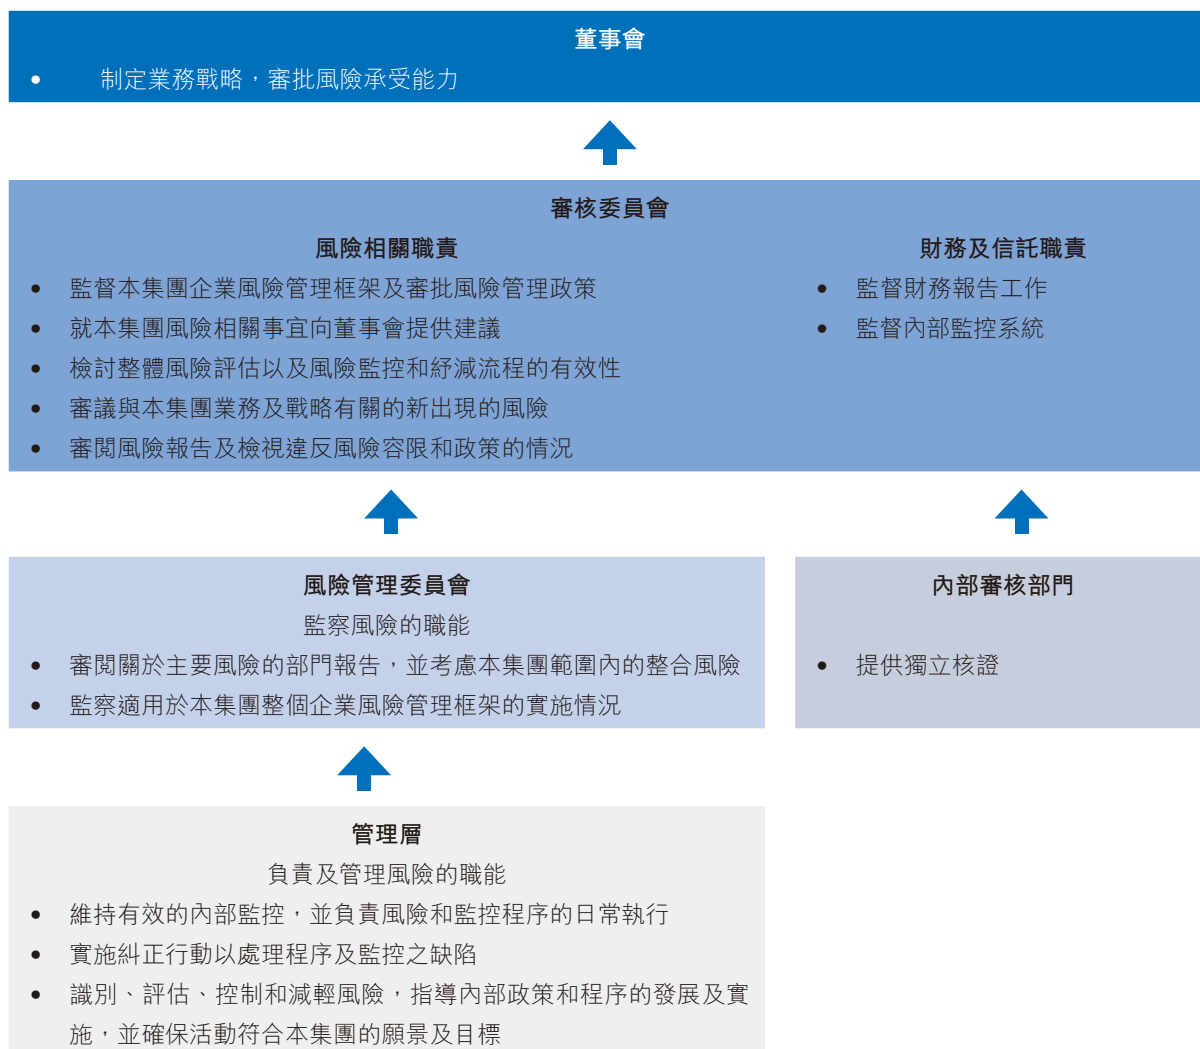 董事會
• 制定業務戰略，審批風險承受能力
審核委員會
風險相關職責
• 監督本集團企業風險管理框架及審批風險管理政策
• 就本集團風險相關事宜向董事會提供建議
• 檢討整體風險評估以及風險監控和紓減流程的有效性
• 審議與本集團業務及戰略有關的新出現的風險
• 審閱風險報告及檢視違反風險容限和政策的情況
財務及信託職責
• 監督財務報告工作
• 監督內部監控系統
風險管理委員會
監察風險的職能
• 審閱關於主要風險的部門報告，並考慮本集團範圍內的整合風險
• 監察適用於本集團整個企業風險管理框架的實施情況
內部審核部門
• 提供獨立核證
管理層
負責及管理風險的職能
• 維持有效的內部監控，並負責風險和監控程序的日常執行
• 實施糾正行動以處理程序及監控之缺陷
• 識別、評估、控制和減輕風險，指導內部政策和程序的發展及實
施，並確保活動符合本集團的願景及目標